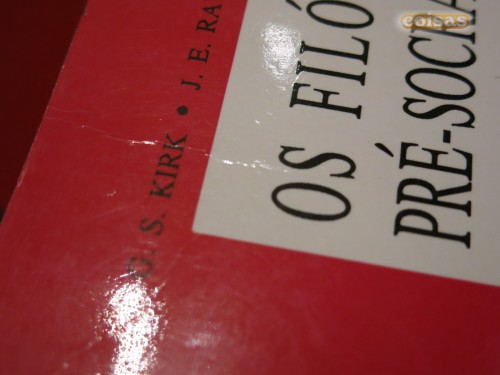 G. S. KIRK • J. E. RA
OS FILÓ
PRÉ-SOCRÁ
coisas